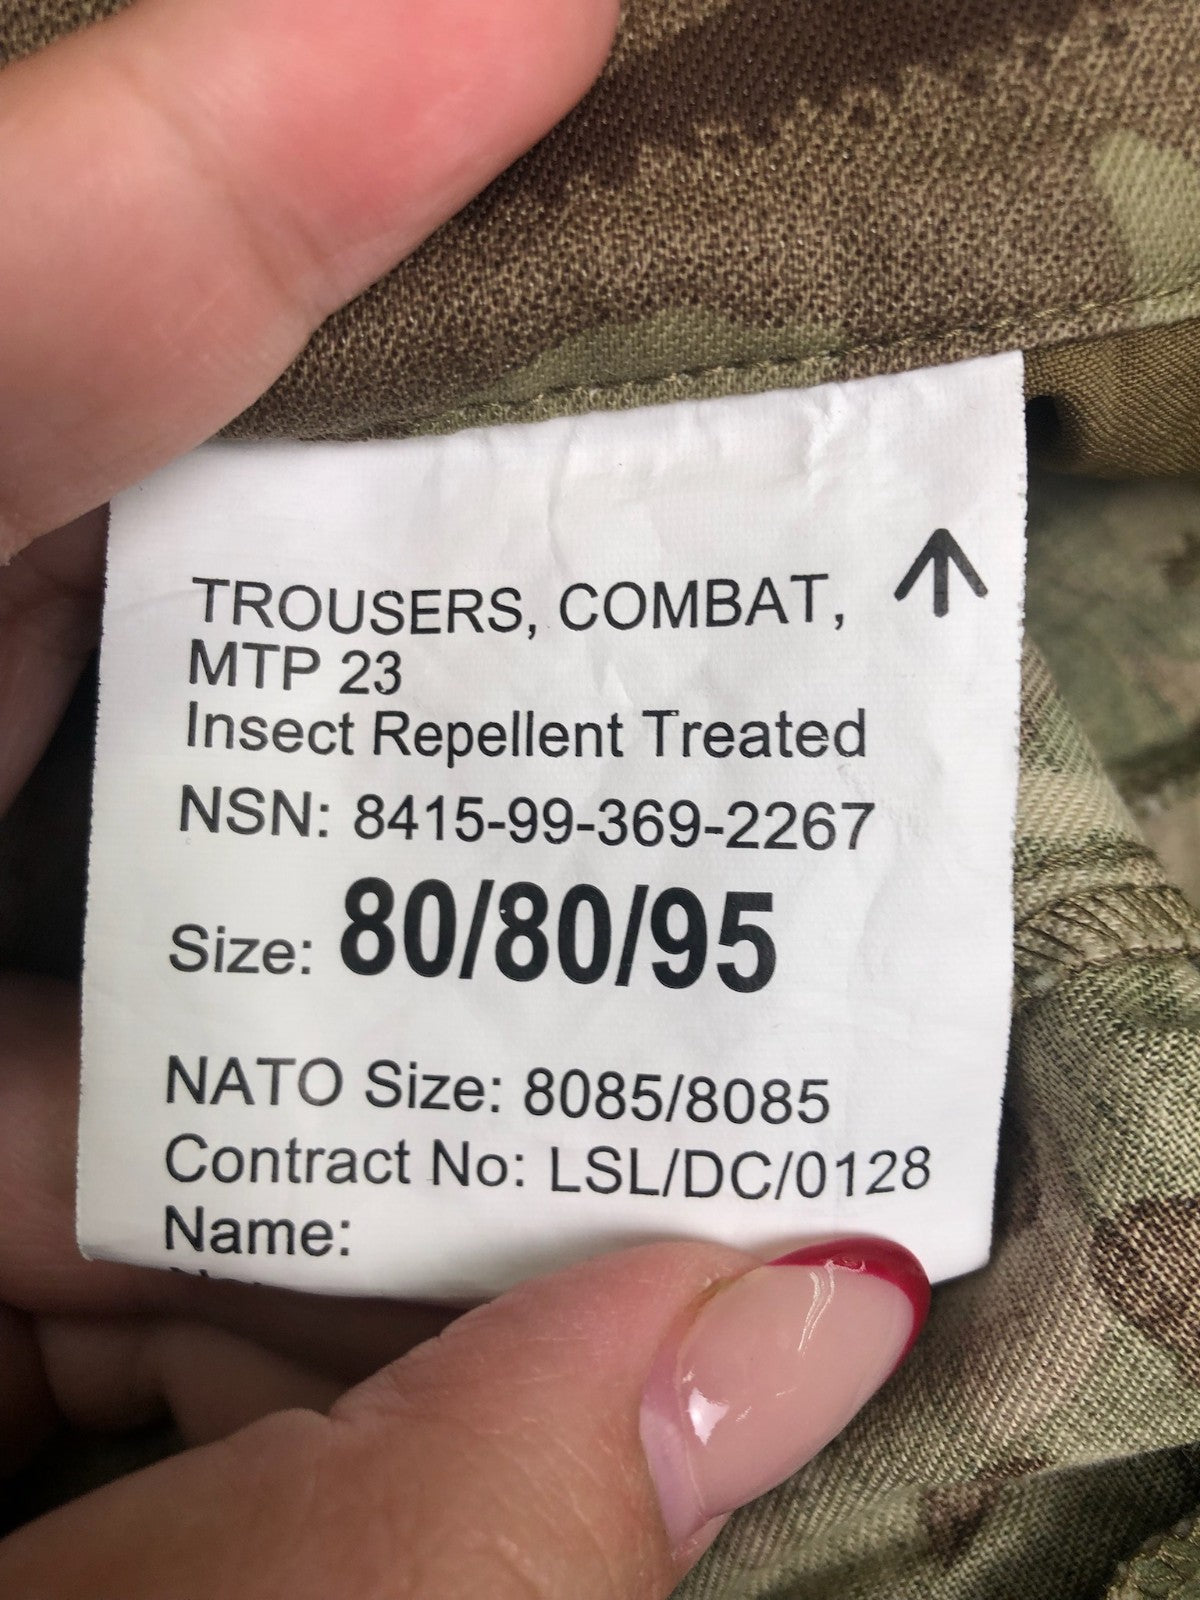 TROUSERS, COMBAT,
MTP 23
Insect Repellent Treated
NSN: 8415-99-369-2267
Size: 80/80/95
NATO Size: 8085/8085
Contract No: LSL/DC/0128
Name: